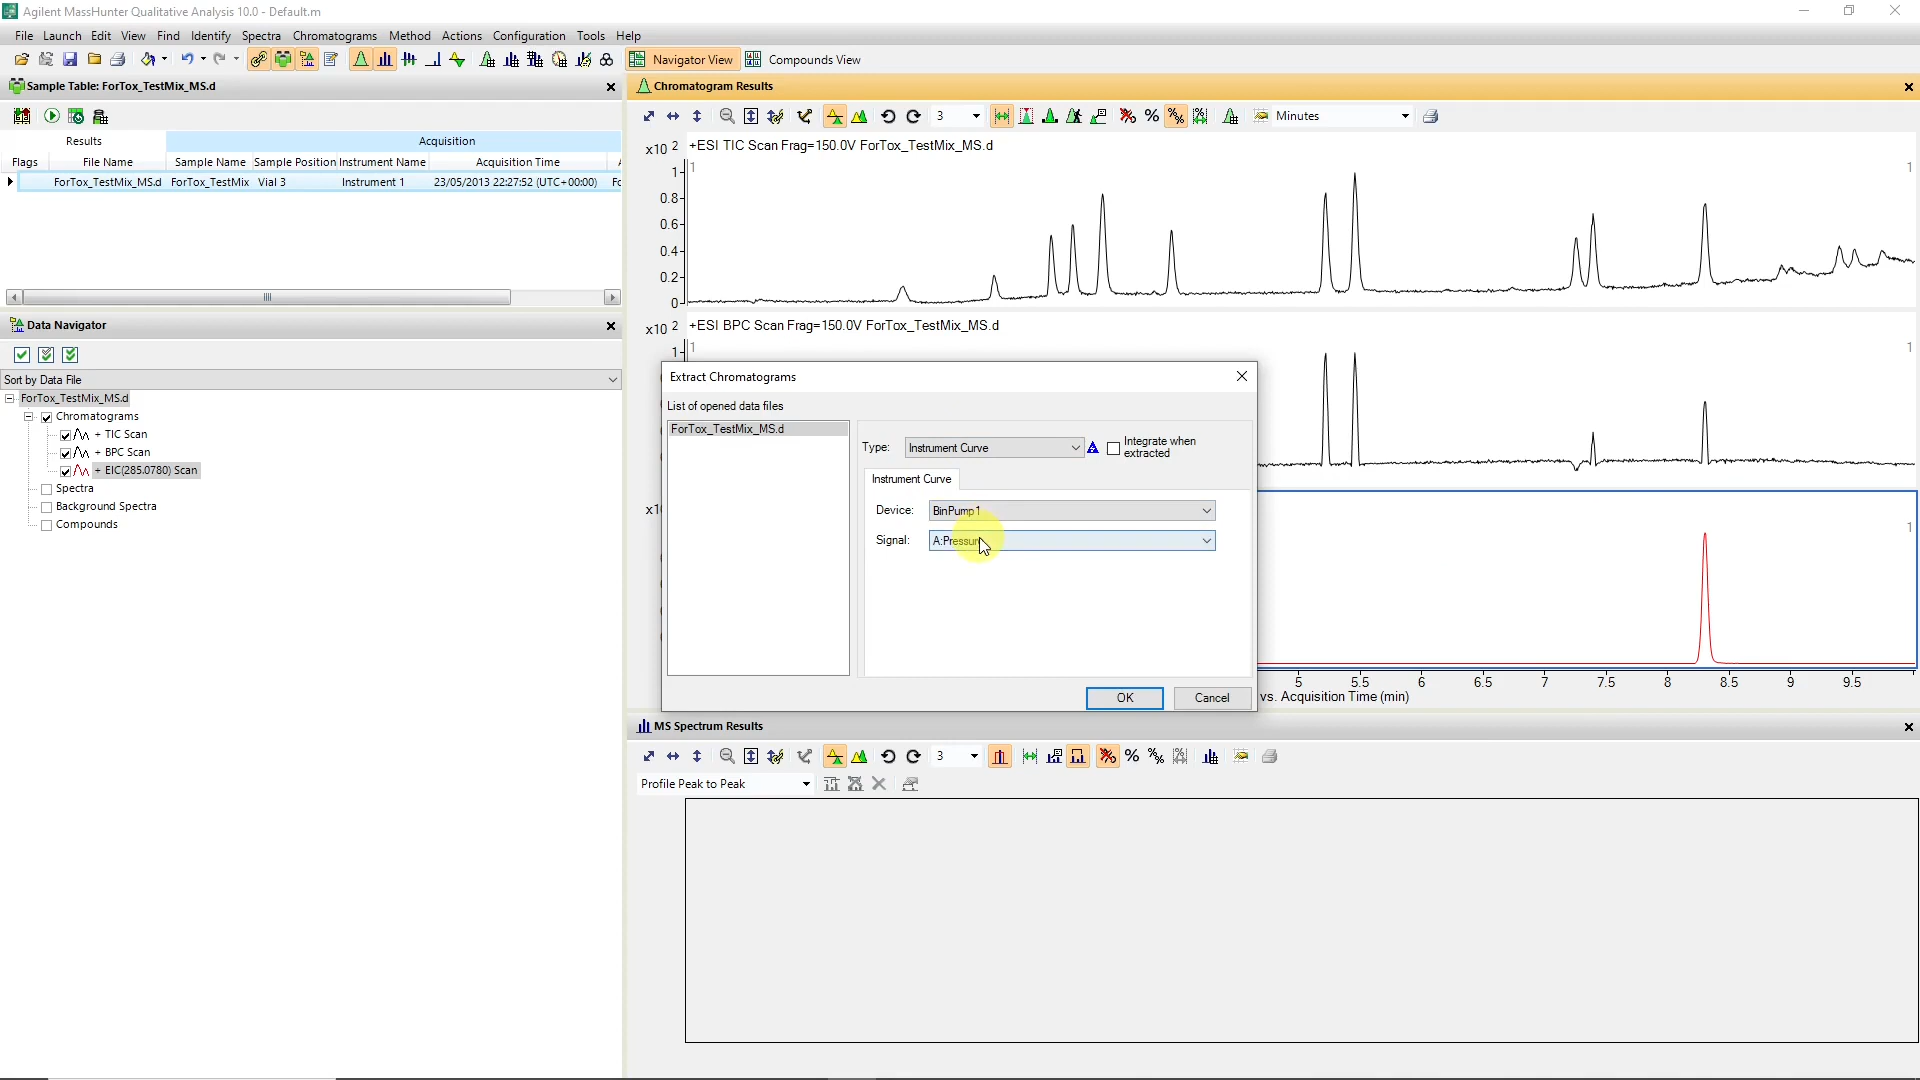 Agilent MassHunter Qualitative Analysis 10.0 - Default.m
File Launch Edit View Find Identify Spectra Chromatograms Method Actions Configuration Tools Help
Navigator View Compounds View
Sample Table: ForTox_TestMix_MS.d
Results Acquisition
Flags File Name Sample Name Sample Position Instrument Name Acquisition Time
ForTox_TestMix_MS.d ForTox_TestMix Vial 3 Instrument 1 23/05/2013 22:27:52 (UTC+00:00)
Data Navigator
Sort by Data File
ForTox_TestMix_MS.d
Chromatograms
+ TIC Scan
+ BPC Scan
+ EIC(285.0780) Scan
Spectra
Background Spectra
Compounds
Chromatogram Results
3 Minutes
x10 2 +ESI TIC Scan Frag=150.0V ForTox_TestMix_MS.d
1
0.8
0.6
0.4
0.2
0
1 1
x10 2 +ESI BPC Scan Frag=150.0V ForTox_TestMix_MS.d
1
1 1
x10
1
5 5.5 6 6.5 7 7.5 8 8.5 9 9.5
vs. Acquisition Time (min)
Extract Chromatograms
List of opened data files
ForTox_TestMix_MS.d
Type: Instrument Curve
Integrate when
extracted
Instrument Curve
Device: BinPump1
Signal: A:Pressure
OK Cancel
MS Spectrum Results
3
Profile Peak to Peak